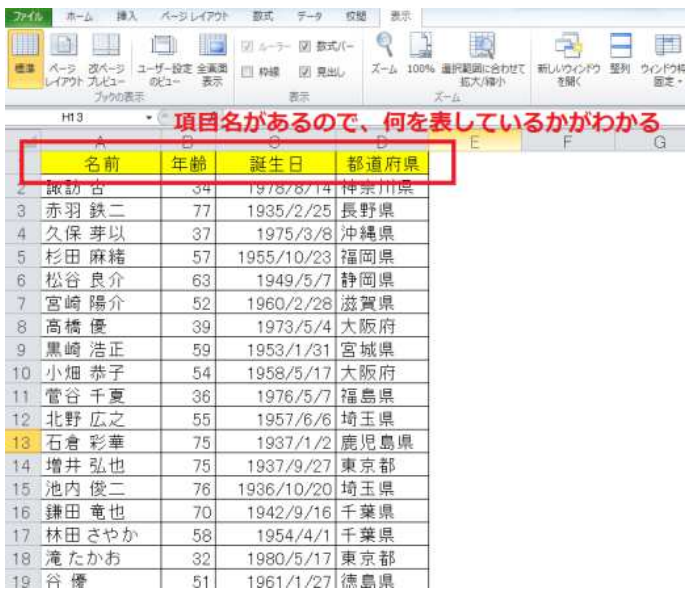 ファイル ホーム 挿入 ページ レイアウト 数式 データ 校閲 表示
標準 ページ レイアウト 改ページ プレビュー ユーザー設定 のビュー 全画面 表示
ブックの表示
ルーラー 数式バー
枠線 見出し
表示
ズーム 100% 選択範囲に合わせて 拡大/縮小
ズーム
新しいウィンドウ を開く 整列 ウィンドウ枠 固定
H13
項目名があるので、何を表しているかがわかる
A B C D E F G
名前 年齢 誕生日 都道府県
2 諏訪 古 34 1978/8/14 神奈川県
3 赤羽 鉄二 77 1935/2/25 長野県
4 久保 芽以 37 1975/3/8 沖縄県
5 杉田 麻緒 57 1955/10/23 福岡県
6 松谷 良介 63 1949/5/7 静岡県
7 宮崎 陽介 52 1960/2/28 滋賀県
8 高橋 優 39 1973/5/4 大阪府
9 黒崎 浩正 59 1953/1/31 宮城県
10 小畑 恭子 54 1958/5/17 大阪府
11 菅谷 千夏 36 1976/5/7 福島県
12 北野 広之 55 1957/6/6 埼玉県
13 石倉 彩華 75 1937/1/2 鹿児島県
14 増井 弘也 75 1937/9/27 東京都
15 池内 俊二 76 1936/10/20 埼玉県
16 鎌田 竜也 70 1942/9/16 千葉県
17 林田 さやか 58 1954/4/1 千葉県
18 滝 たかお 32 1980/5/17 東京都
19 谷 優 51 1961/1/27 徳島県